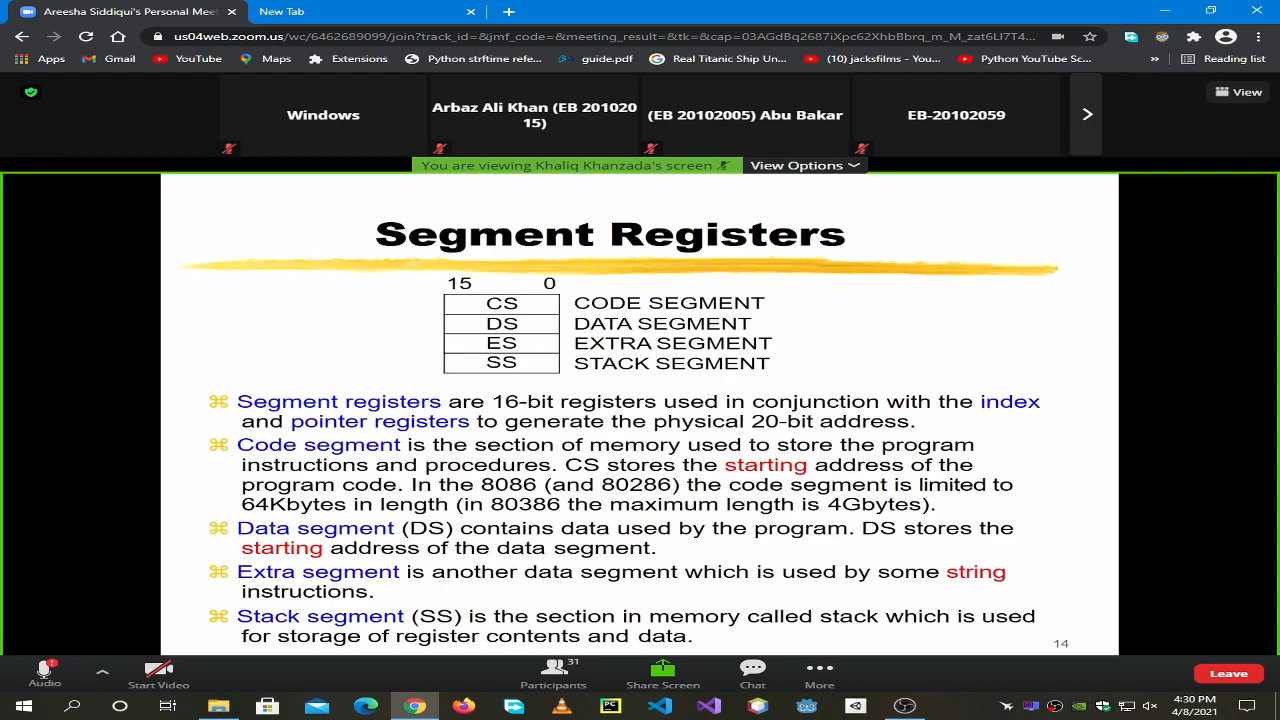 Areesha Siddiqui's Personal Meet
New Tab
us04web.zoom.us/wc/6462689099/join?track_id=&jmf_code=&meeting_result=&tk=&cap=03AGdBq2687iXpc62XhbBbrq_m_M_zat6LI7T4...
Apps
Gmail
YouTube
Maps
Extensions
Python strftime refe...
guide.pdf
Real Titanic Ship Un...
(10) jacksfilms - You...
Python YouTube Sc...
»
Reading list
Windows
Arbaz Ali Khan (EB 201020
15)
(EB 20102005) Abu Bakar
EB-20102059
View
You are viewing Khaliq Khanzada's screen
View Options
Segment Registers
15 0
CS CODE SEGMENT
DS DATA SEGMENT
ES EXTRA SEGMENT
SS STACK SEGMENT
⌘ Segment registers are 16-bit registers used in conjunction with the index
and pointer registers to generate the physical 20-bit address.
⌘ Code segment is the section of memory used to store the program
instructions and procedures. CS stores the starting address of the
program code. In the 8086 (and 80286) the code segment is limited to
64Kbytes in length (in 80386 the maximum length is 4Gbytes).
⌘ Data segment (DS) contains data used by the program. DS stores the
starting address of the data segment.
⌘ Extra segment is another data segment which is used by some string
instructions.
⌘ Stack segment (SS) is the section in memory called stack which is used
for storage of register contents and data.
14
Audio
Start Video
31
Participants
Share Screen
Chat
More
Leave
PC
4:30 PM
4/8/2021